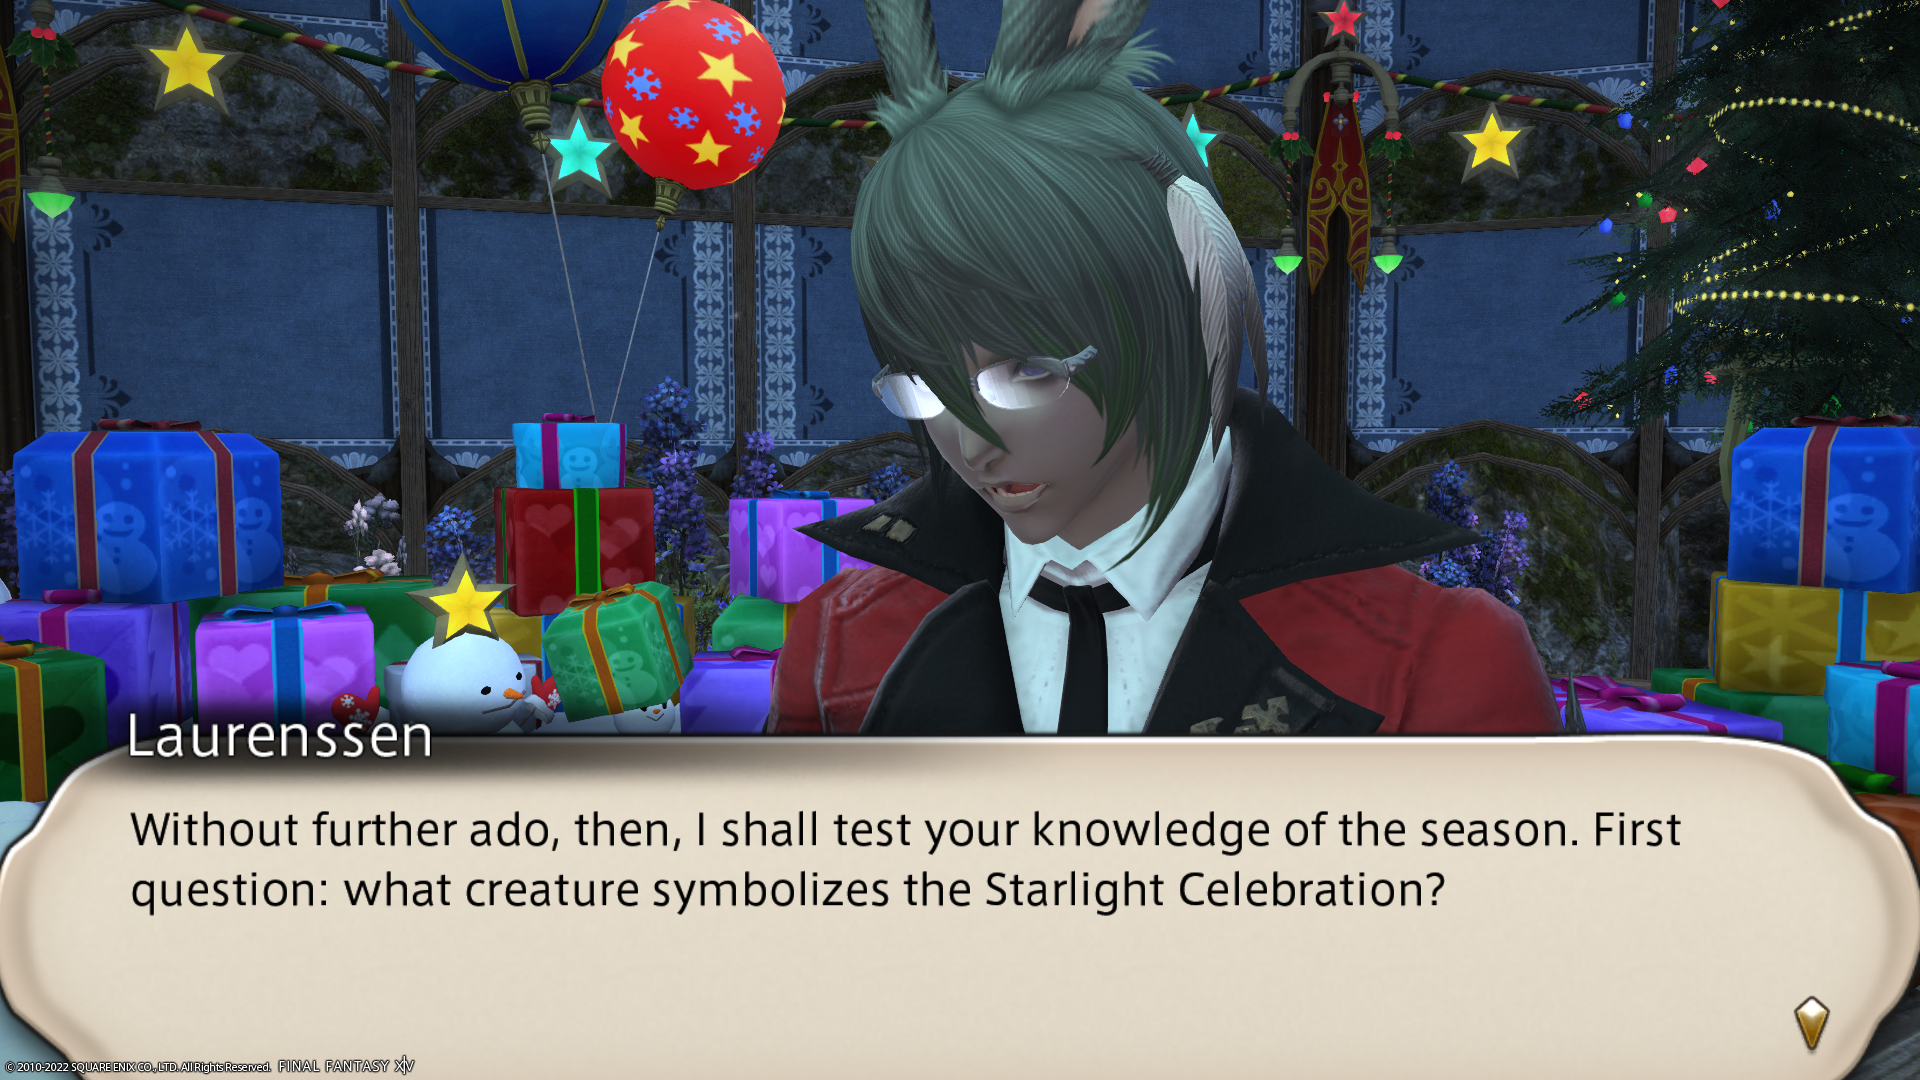 Laurenssen
Without further ado, then, I shall test your knowledge of the season. First
question: what creature symbolizes the Starlight Celebration?
© 2010-2022 SQUARE ENIX CO., LTD. All Rights Reserved. FINAL FANTASY XIV